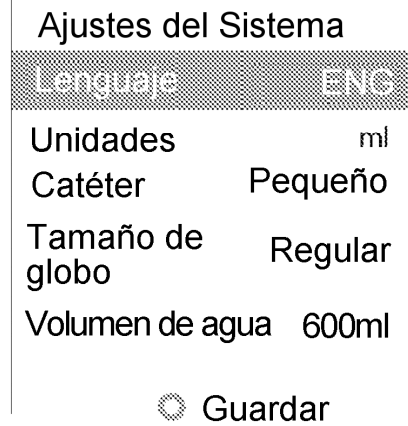 Ajustes del Sistema
Lenguaje ENG
Unidades ml
Catéter Pequeño
Tamaño de
globo Regular
Volumen de agua 600ml
Guardar